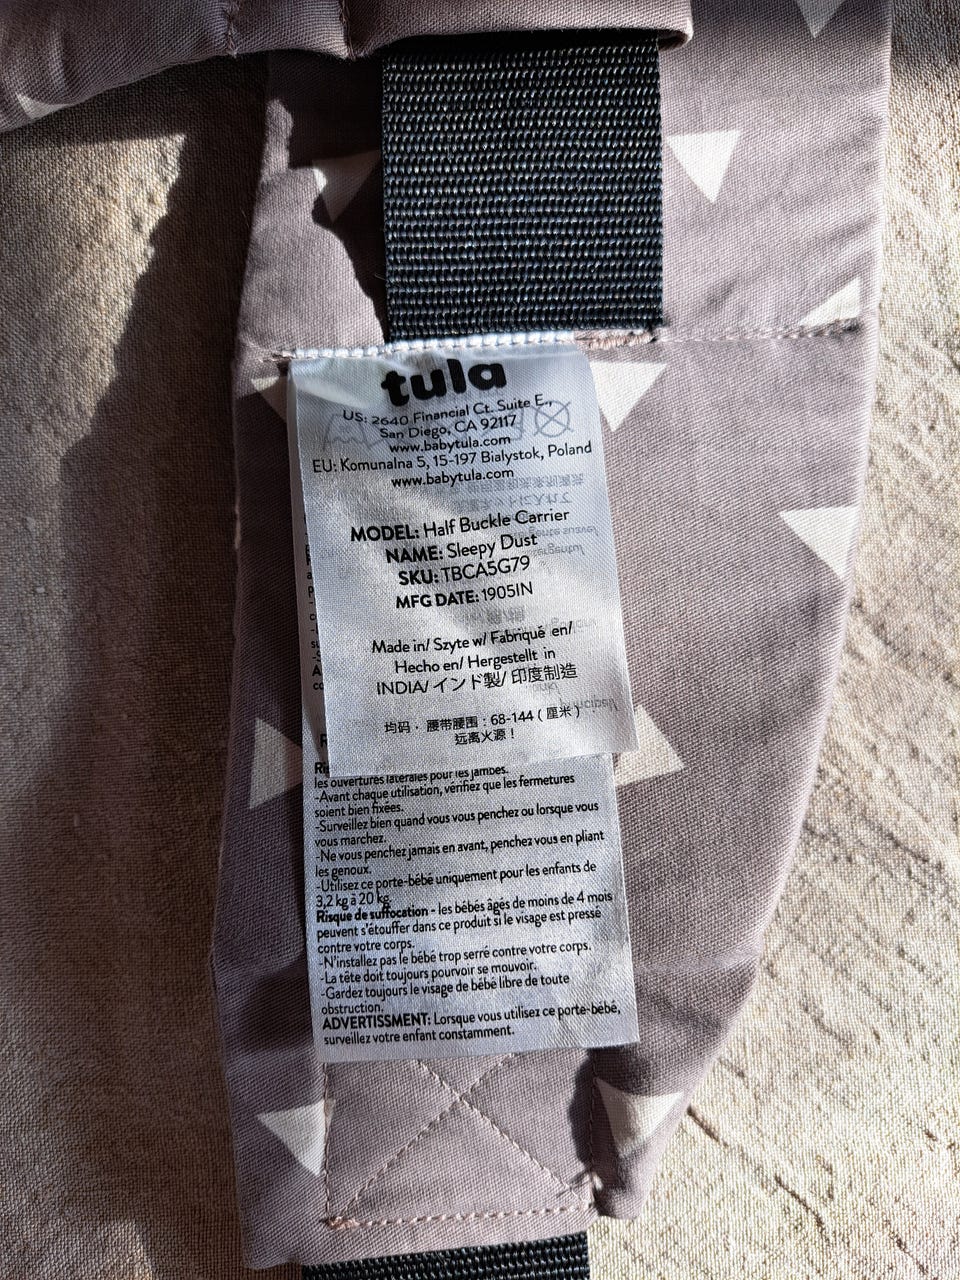 tula
US: 2640 Financial Ct. Suite E.,
San Diego, CA 92117
www.babytula.com
EU: Komunalna 5, 15-197 Bialystok, Poland
www.babytula.com
MODEL: Half Buckle Carrier
NAME: Sleepy Dust
SKU: TBCA5G79
MFG DATE: 1905IN
Made in/ Szyte w/ Fabriqué en/
Hecho en/ Hergestellt in
INDIA/ インド製/ 印度制造
均码 · 腰带腰围 : 68-144 ( 厘米 )
远离火源 !
les ouvertures latérales pour les jambes.
-Avant chaque utilisation, vérifiez que les fermetures
soient bien fixées.
-Surveillez bien quand vous vous penchez ou lorsque vous
vous marchez.
-Ne vous penchez jamais en avant, penchez vous en pliant
les genoux.
-Utilisez ce porte-bébé uniquement pour les enfants de
3,2 kg à 20 kg.
Risque de suffocation - les bébés âgés de moins de 4 mois
peuvent s'étouffer dans ce produit si le visage est pressé
contre votre corps.
-N'installez pas le bébé trop serré contre votre corps.
-La tête doit toujours pourvoir se mouvoir.
-Gardez toujours le visage de bébé libre de toute
obstruction.
ADVERTISSMENT: Lorsque vous utilisez ce porte-bébé,
surveillez votre enfant constamment.